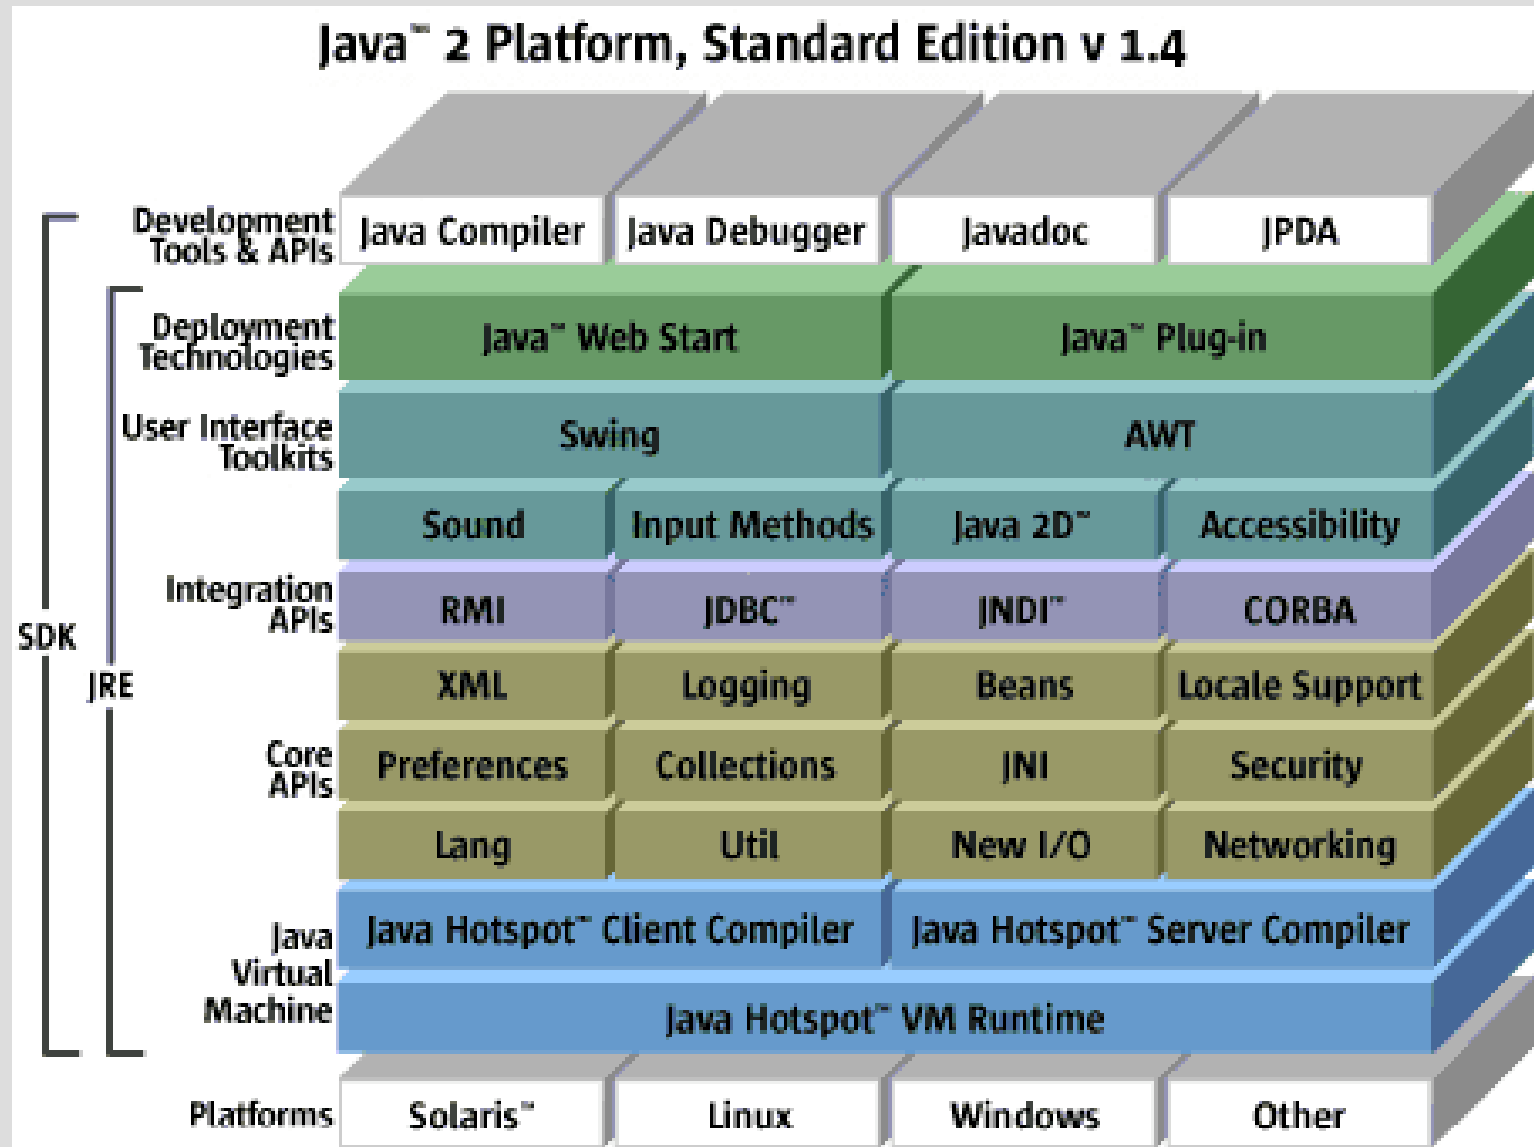 Java™ 2 Platform, Standard Edition v 1.4
Development
Tools & APIs
Java Compiler
Java Debugger
Javadoc
JPDA
Deployment
Technologies
Java™ Web Start
Java™ Plug-in
User Interface
Toolkits
Swing
AWT
Sound
Input Methods
Java 2D™
Accessibility
Integration
APIs
RMI
JDBC™
JNDI™
CORBA
SDK
JRE
XML
Logging
Beans
Locale Support
Core
APIs
Preferences
Collections
JNI
Security
Lang
Util
New I/O
Networking
Java
Virtual
Machine
Java Hotspot™ Client Compiler
Java Hotspot™ Server Compiler
Java Hotspot™ VM Runtime
Platforms
Solaris™
Linux
Windows
Other